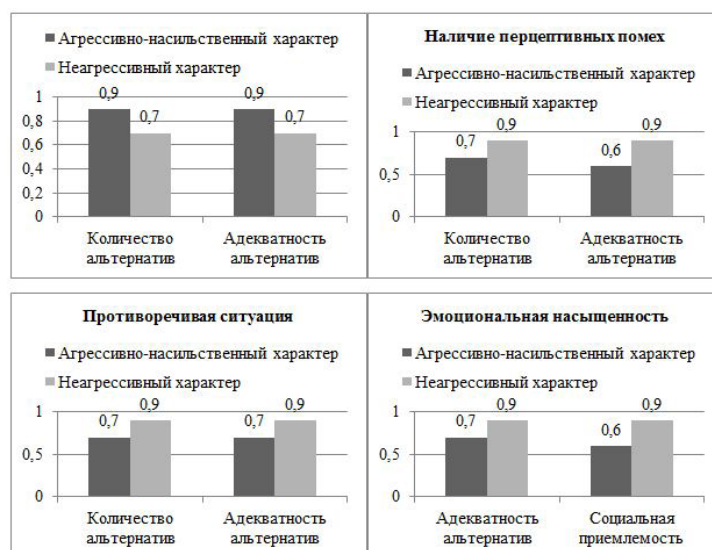 Агрессивно-насильственный характер
Неагрессивный характер
1
0,8
0,6
0,4
0,2
0
0,9
0,7
0,9
0,7
Количество
альтернатив
Адекватность
альтернатив
Наличие перцептивных помех
Агрессивно-насильственный характер
Неагрессивный характер
1
0,5
0
0,7
0,9
0,6
0,9
Количество
альтернатив
Адекватность
альтернатив
Противоречивая ситуация
Агрессивно-насильственный характер
Неагрессивный характер
1
0,5
0
0,7
0,9
0,7
0,9
Количество
альтернатив
Адекватность
альтернатив
Эмоциональная насыщенность
Агрессивно-насильственный характер
Неагрессивный характер
1
0,5
0
0,7
0,9
0,6
0,9
Адекватность
альтернатив
Социальная
приемлемость